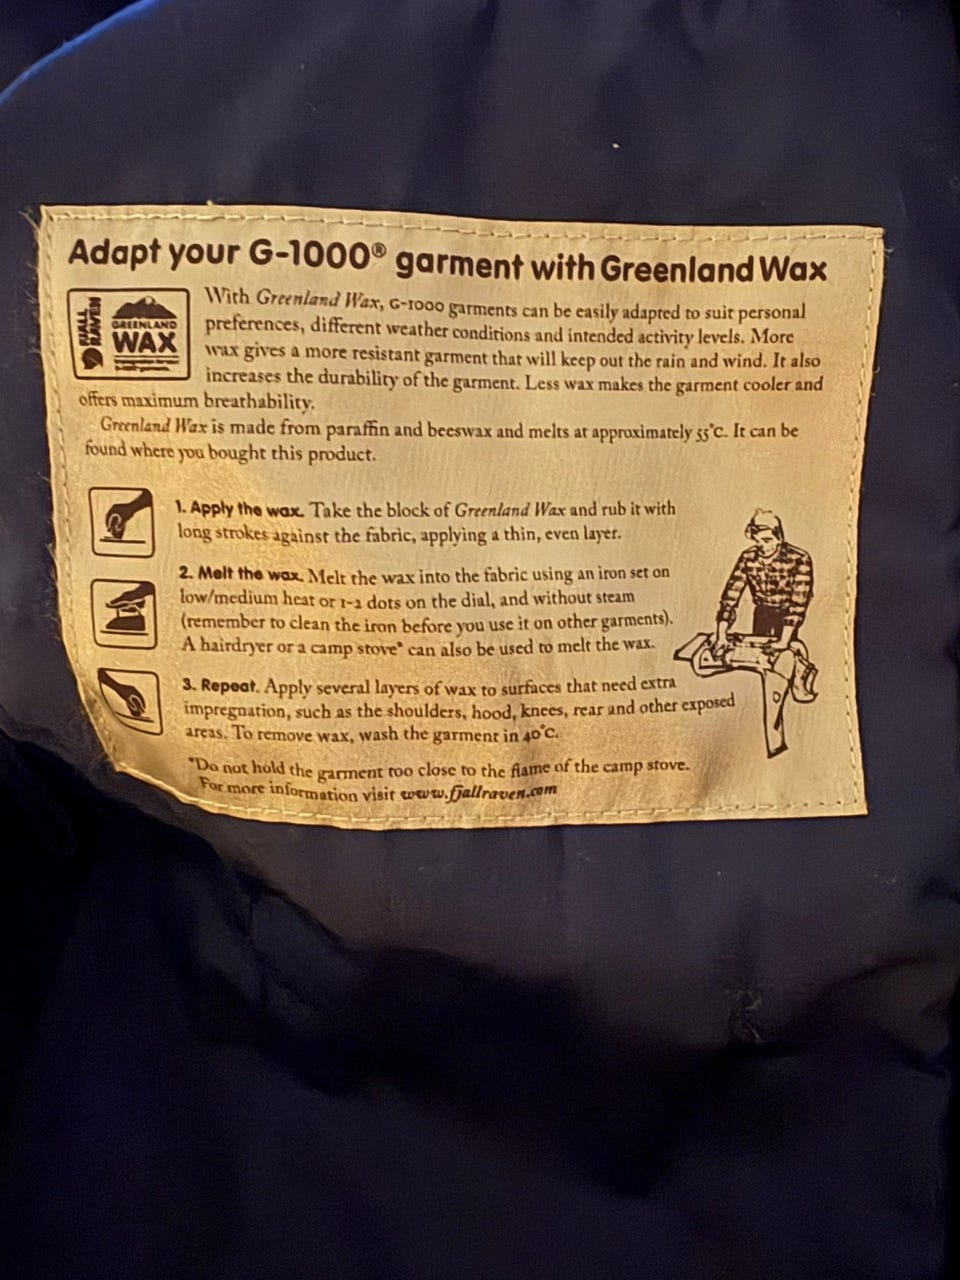 Adapt your G-1000® garment with Greenland Wax
FJALL
RAVEN
GREENLAND
WAX
With Greenland Wax, G-1000 garments can be easily adapted to suit personal
preferences, different weather conditions and intended activity levels. More
wax gives a more resistant garment that will keep out the rain and wind. It also
increases the durability of the garment. Less wax makes the garment cooler and
offers maximum breathability.
Greenland Wax is made from paraffin and beeswax and melts at approximately 55°C. It can be
found where you bought this product.
1. Apply the wax. Take the block of Greenland Wax and rub it with
long strokes against the fabric, applying a thin, even layer.
2. Melt the wax. Melt the wax into the fabric using an iron set on
low/medium heat or 1-2 dots on the dial, and without steam
(remember to clean the iron before you use it on other garments).
A hairdryer or a camp stove* can also be used to melt the wax.
3. Repeat. Apply several layers of wax to surfaces that need extra
impregnation, such as the shoulders, hood, knees, rear and other exposed
areas. To remove wax, wash the garment in 40°C.
*Do not hold the garment too close to the flame of the camp stove.
For more information visit www.fjallraven.com